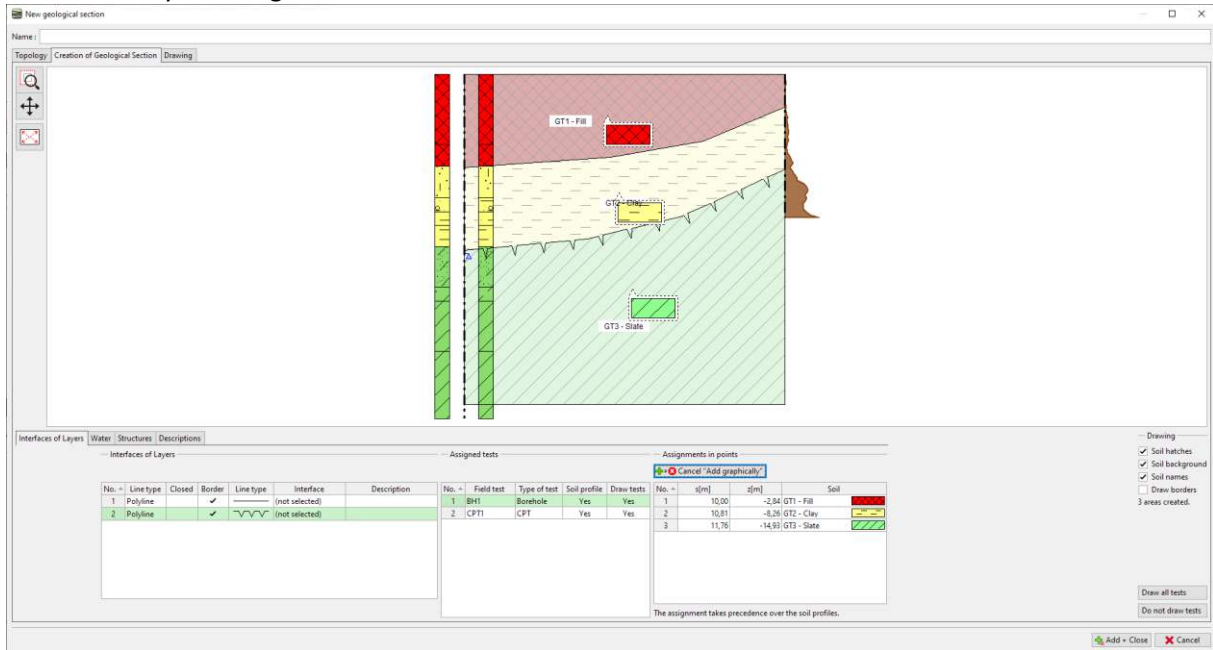 New geological section
Name :
Topology Creation of Geological Section Drawing
GT1 - Fill
GT2 - Clay
GT3 - Slate
Interfaces of Layers Water Structures Descriptions
Interfaces of Layers
No. Line type Closed Border Line type Interface Description
1 Polyline (not selected)
2 Polyline (not selected)
Assigned tests
No. Field test Type of test Soil profile Draw tests
1 BH1 Borehole Yes Yes
2 CPT1 CPT Yes Yes
Assignments in points
Cancel "Add graphically"
No. s[m] z[m] Soil
1 10,00 -2,84 GT1 - Fill
2 10,81 -8,26 GT2 - Clay
3 11,76 -14,93 GT3 - Slate
The assignment takes precedence over the soil profiles.
Drawing
Soil hatches
Soil background
Soil names
Draw borders
3 areas created.
Draw all tests
Do not draw tests
Add + Close Cancel